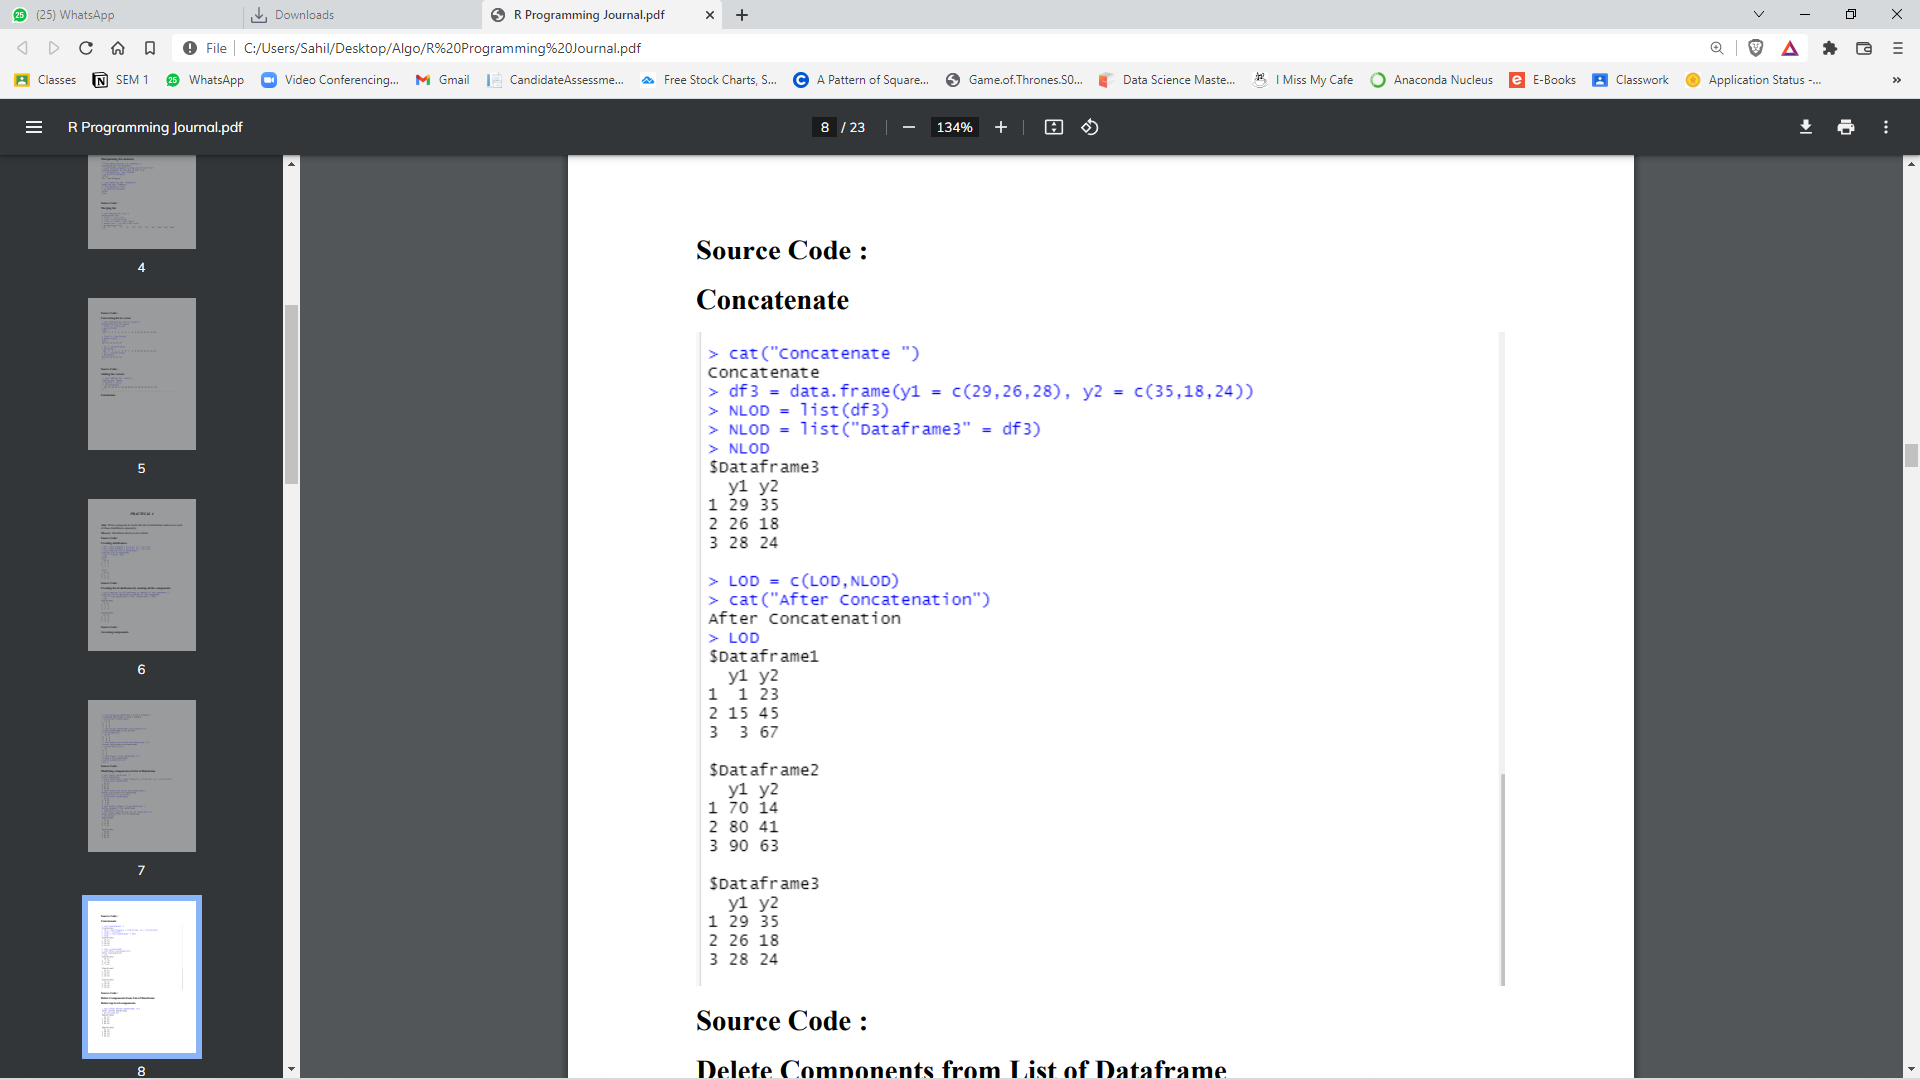 (25) WhatsApp
Downloads
R Programming Journal.pdf
File
C:/Users/Sahil/Desktop/Algo/R%20Programming%20Journal.pdf
Classes
SEM 1
WhatsApp
Video Conferencing...
Gmail
CandidateAssessme...
Free Stock Charts, S...
A Pattern of Square...
Game.of.Thrones.S0...
Data Science Maste...
I Miss My Cafe
Anaconda Nucleus
E-Books
Classwork
Application Status -...
»
R Programming Journal.pdf
8 / 23
134%
4
5
6
7
8
Source Code :
Concatenate
> cat("Concatenate ")
Concatenate
> df3 = data.frame(y1 = c(29,26,28), y2 = c(35,18,24))
> NLOD = list(df3)
> NLOD = list("Dataframe3" = df3)
> NLOD
$Dataframe3
y1 y2
1 29 35
2 26 18
3 28 24
> LOD = c(LOD,NLOD)
> cat("After Concatenation")
After Concatenation
> LOD
$Dataframe1
y1 y2
1 1 23
2 15 45
3 3 67
$Dataframe2
y1 y2
1 70 14
2 80 41
3 90 63
$Dataframe3
y1 y2
1 29 35
2 26 18
3 28 24
Source Code :
Delete Components from List of Dataframe